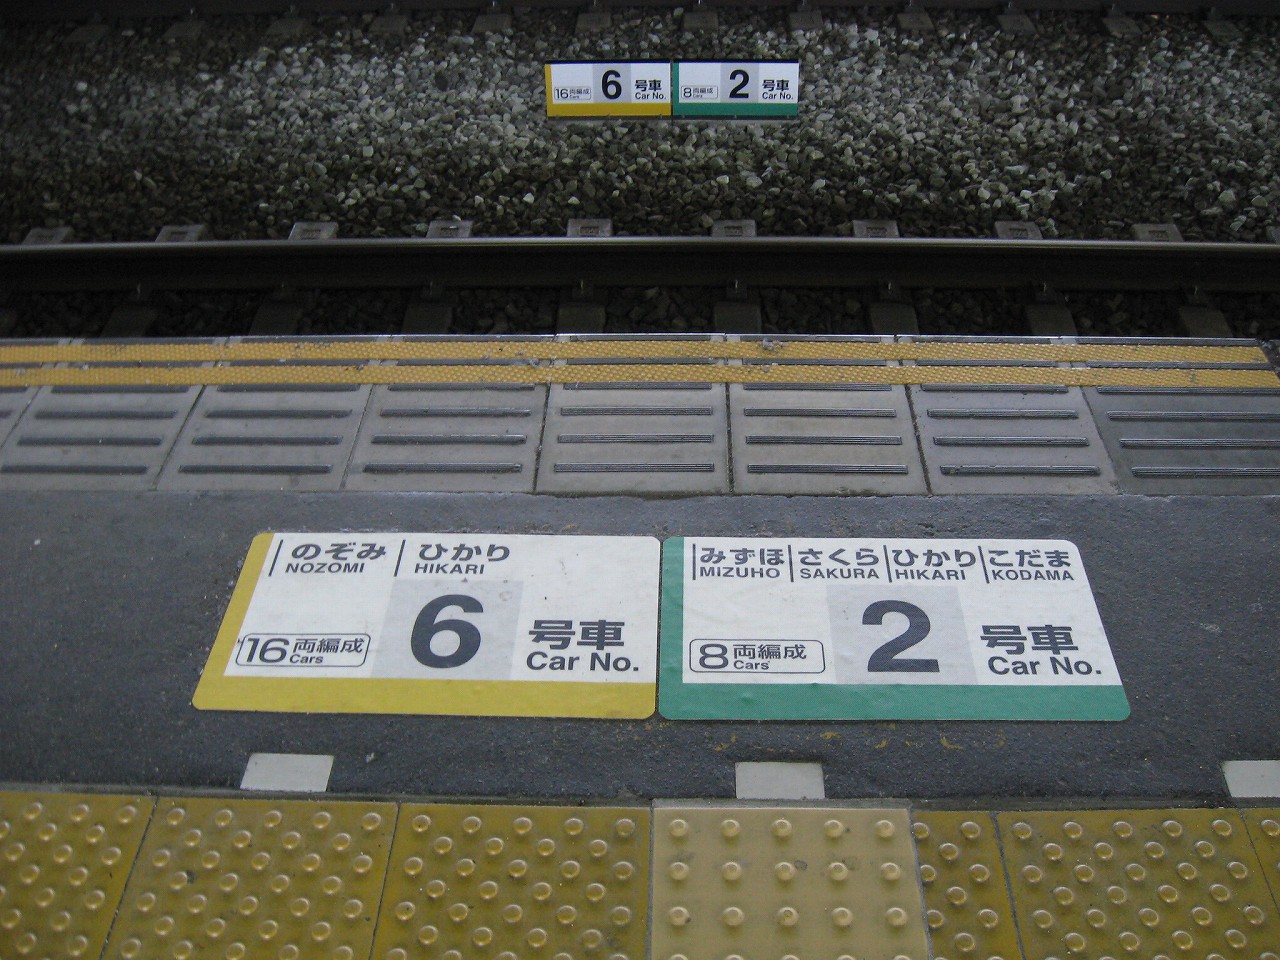 16両編成 Cars 6 号車 Car No.
8両編成 Cars 2 号車 Car No.
のぞみ ひかり
NOZOMI HIKARI
16両編成 Cars 6 号車 Car No.
みずほ さくら ひかり こだま
MIZUHO SAKURA HIKARI KODAMA
8両編成 Cars 2 号車 Car No.